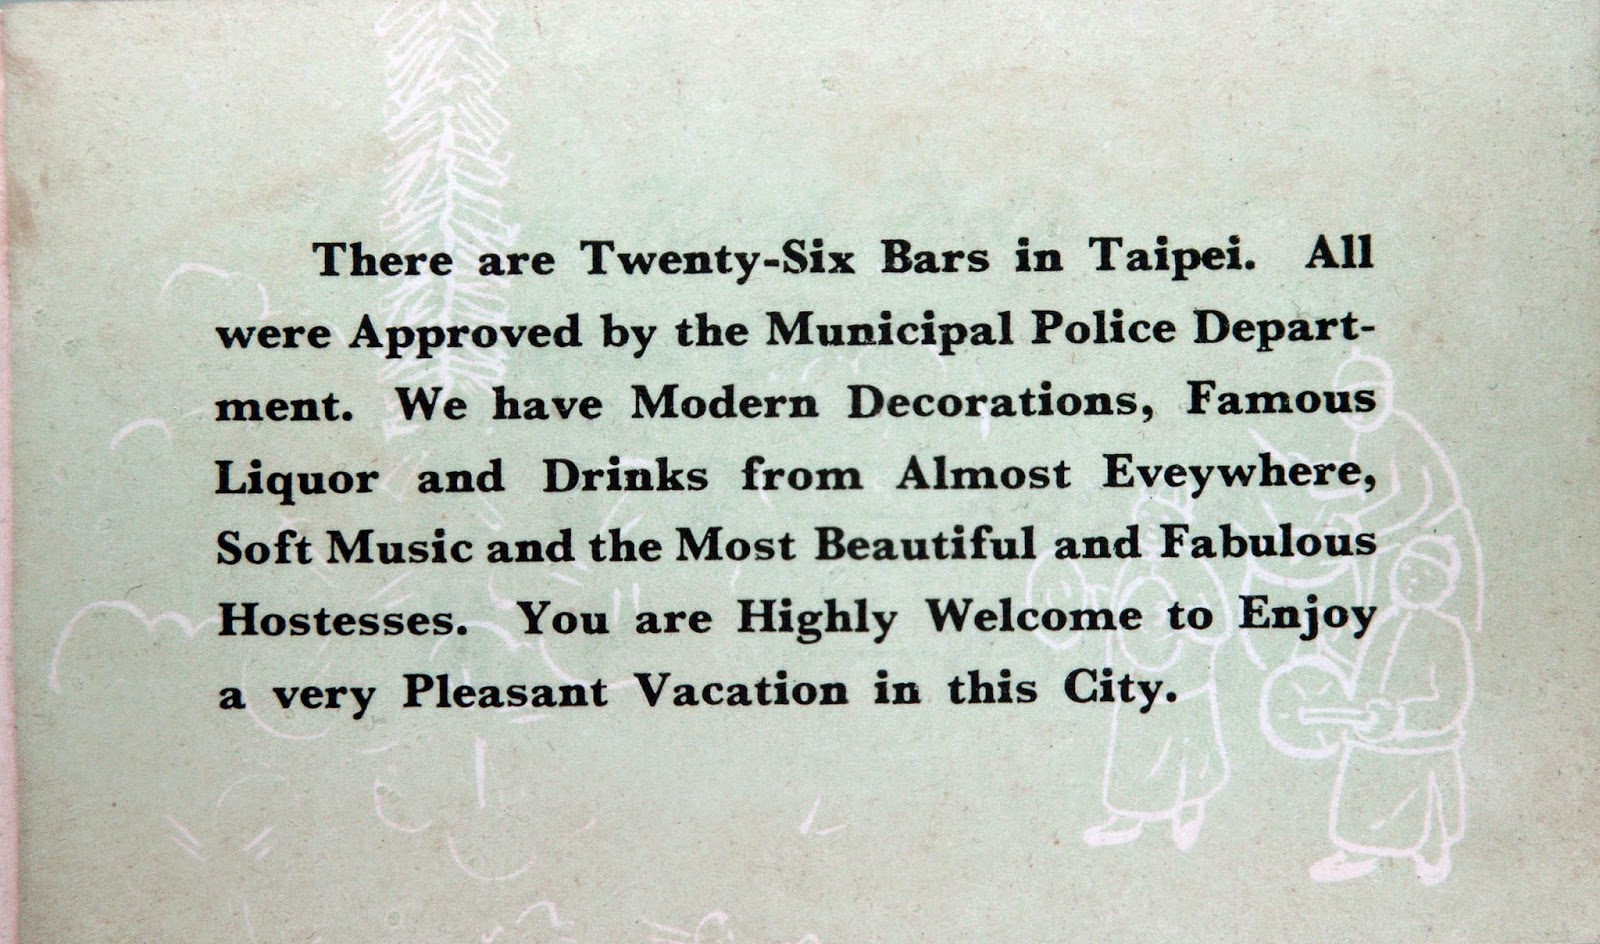 There are Twenty-Six Bars in Taipei. All
were Approved by the Municipal Police Depart-
ment. We have Modern Decorations, Famous
Liquor and Drinks from Almost Eveywhere,
Soft Music and the Most Beautiful and Fabulous
Hostesses. You are Highly Welcome to Enjoy
a very Pleasant Vacation in this City.